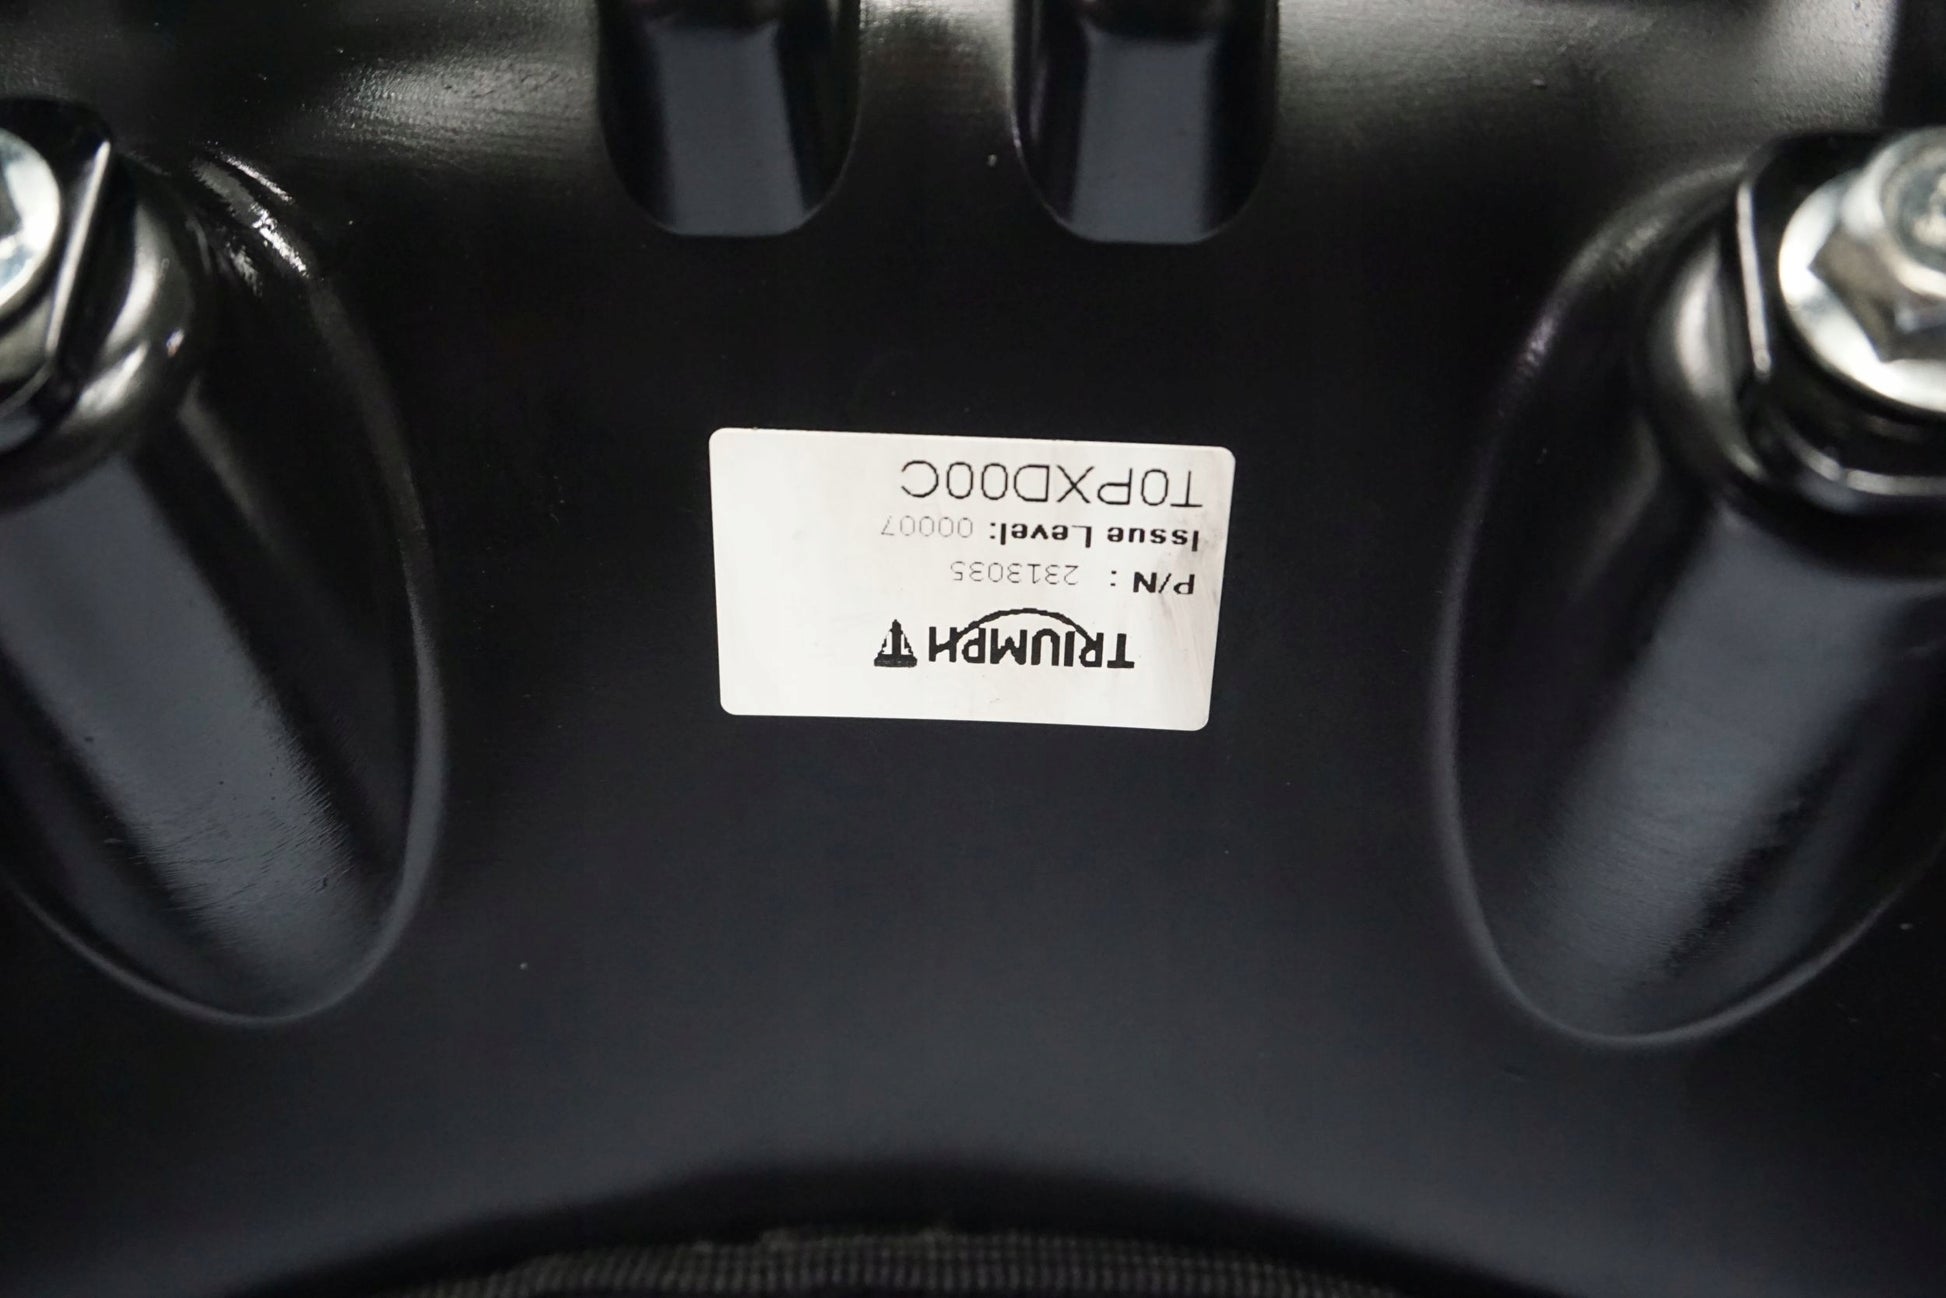 TRIUMPH
P/N : 2313035
Issue Level: 00007
T0PXD00C